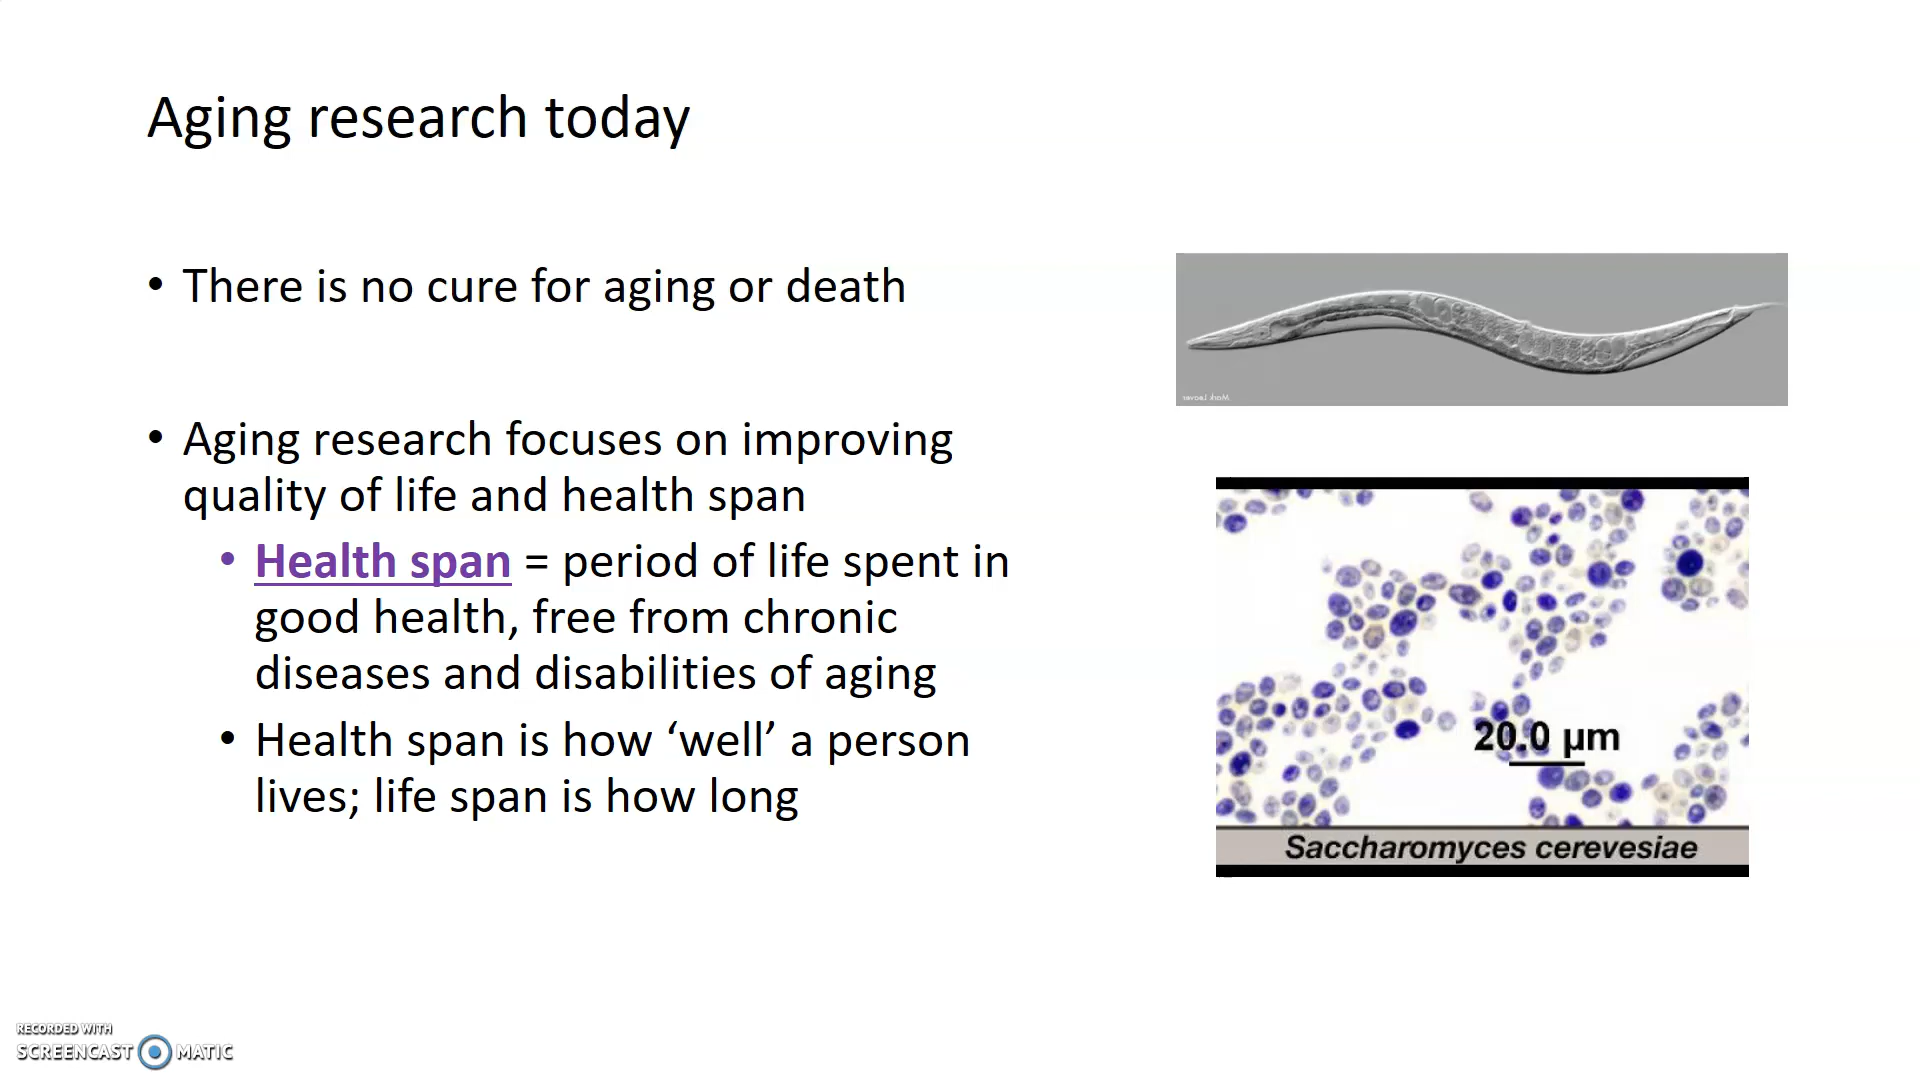 Aging research today
• There is no cure for aging or death
• Aging research focuses on improving
quality of life and health span
• Health span = period of life spent in
good health, free from chronic
diseases and disabilities of aging
• Health span is how ‘well’ a person
lives; life span is how long
Mark Leaver
20.0 µm
Saccharomyces cerevesiae
RECORDED WITH
SCREENCAST MATIC